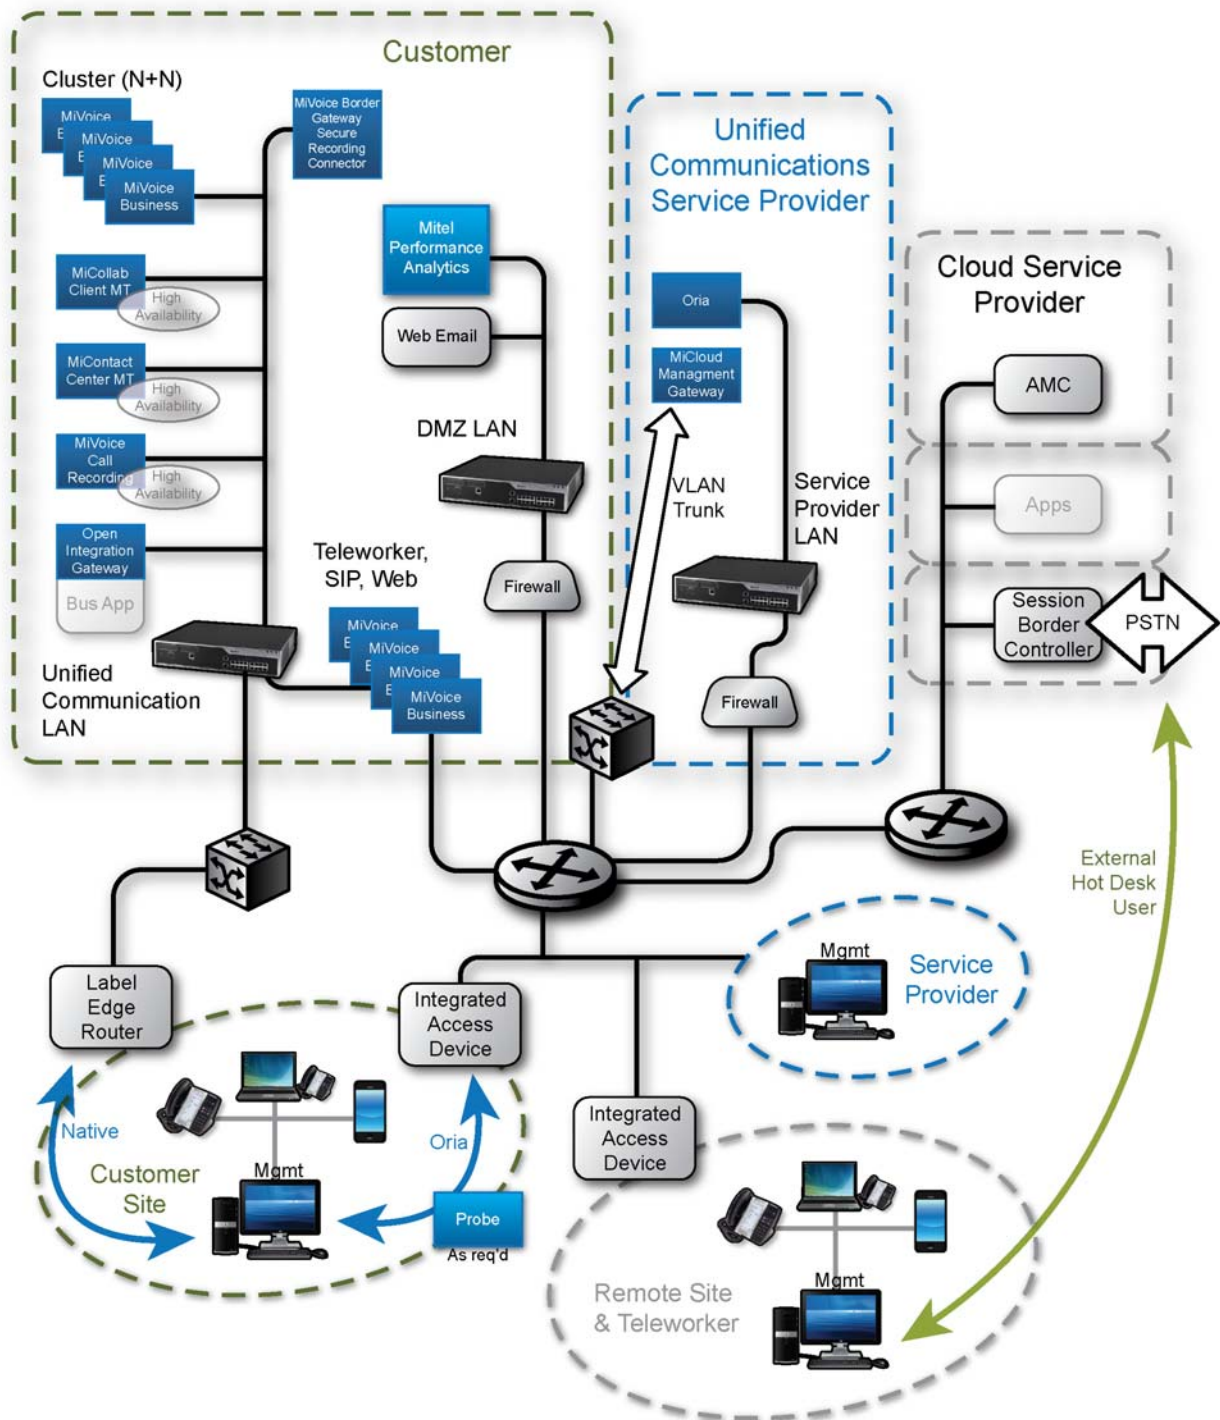 Customer
Cluster (N+N)
MiVoice
B
MiVoice
E
MiVoice
E
MiVoice
Business
MiVoice Border
Gateway
Secure
Recording
Connector
MiCollab
Client MT
High
Availability
MiContact
Center MT
High
Availability
MiVoice
Call
Recording
High
Availability
Open
Integration
Gateway
Bus App
Unified
Communication
LAN
Mitel
Performance
Analytics
Web Email
DMZ LAN
Firewall
Teleworker,
SIP, Web
MiVoice
E
MiVoice
E
MiVoice
E
MiVoice
Business
Unified
Communications
Service Provider
Oria
MiCloud
Managment
Gateway
VLAN
Trunk
Service
Provider
LAN
Firewall
Cloud Service
Provider
AMC
Apps
Session
Border
Controller
PSTN
External
Hot Desk
User
Label
Edge
Router
Integrated
Access
Device
Native
Oria
Customer
Site
Mgmt
Probe
As req'd
Mgmt
Service
Provider
Integrated
Access
Device
Remote Site
& Teleworker
Mgmt